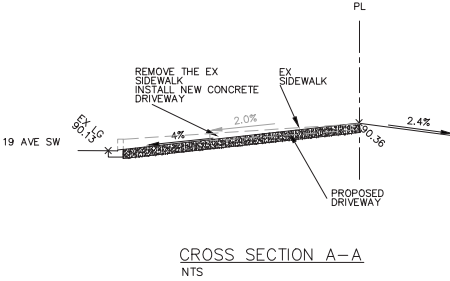 PL
REMOVE THE EX
SIDEWALK
INSTALL NEW CONCRETE
DRIVEWAY
EX
SIDEWALK
2.0%
4%
2.4%
EX LG
90.13
19 AVE SW
90.36
PROPOSED
DRIVEWAY
CROSS SECTION A-A
NTS